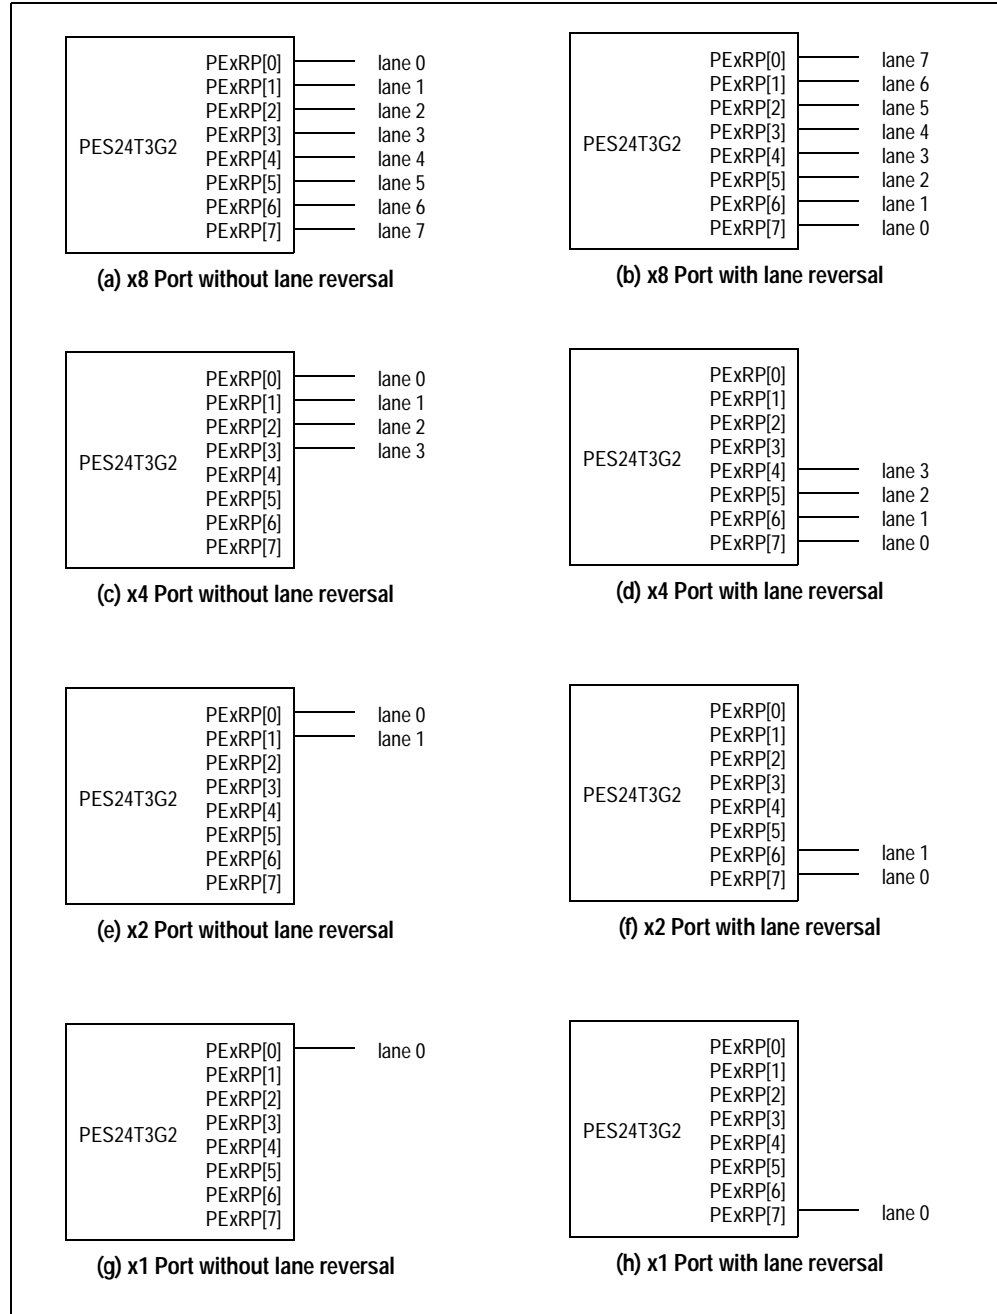 PES24T3G2
PExRP[0] lane 0
PExRP[1] lane 1
PExRP[2] lane 2
PExRP[3] lane 3
PExRP[4] lane 4
PExRP[5] lane 5
PExRP[6] lane 6
PExRP[7] lane 7
(a) x8 Port without lane reversal
PES24T3G2
PExRP[0] lane 7
PExRP[1] lane 6
PExRP[2] lane 5
PExRP[3] lane 4
PExRP[4] lane 3
PExRP[5] lane 2
PExRP[6] lane 1
PExRP[7] lane 0
(b) x8 Port with lane reversal
PES24T3G2
PExRP[0] lane 0
PExRP[1] lane 1
PExRP[2] lane 2
PExRP[3] lane 3
PExRP[4]
PExRP[5]
PExRP[6]
PExRP[7]
(c) x4 Port without lane reversal
PES24T3G2
PExRP[0]
PExRP[1]
PExRP[2]
PExRP[3]
PExRP[4] lane 3
PExRP[5] lane 2
PExRP[6] lane 1
PExRP[7] lane 0
(d) x4 Port with lane reversal
PES24T3G2
PExRP[0] lane 0
PExRP[1] lane 1
PExRP[2]
PExRP[3]
PExRP[4]
PExRP[5]
PExRP[6]
PExRP[7]
(e) x2 Port without lane reversal
PES24T3G2
PExRP[0]
PExRP[1]
PExRP[2]
PExRP[3]
PExRP[4]
PExRP[5]
PExRP[6] lane 1
PExRP[7] lane 0
(f) x2 Port with lane reversal
PES24T3G2
PExRP[0] lane 0
PExRP[1]
PExRP[2]
PExRP[3]
PExRP[4]
PExRP[5]
PExRP[6]
PExRP[7]
(g) x1 Port without lane reversal
PES24T3G2
PExRP[0]
PExRP[1]
PExRP[2]
PExRP[3]
PExRP[4]
PExRP[5]
PExRP[6]
PExRP[7] lane 0
(h) x1 Port with lane reversal